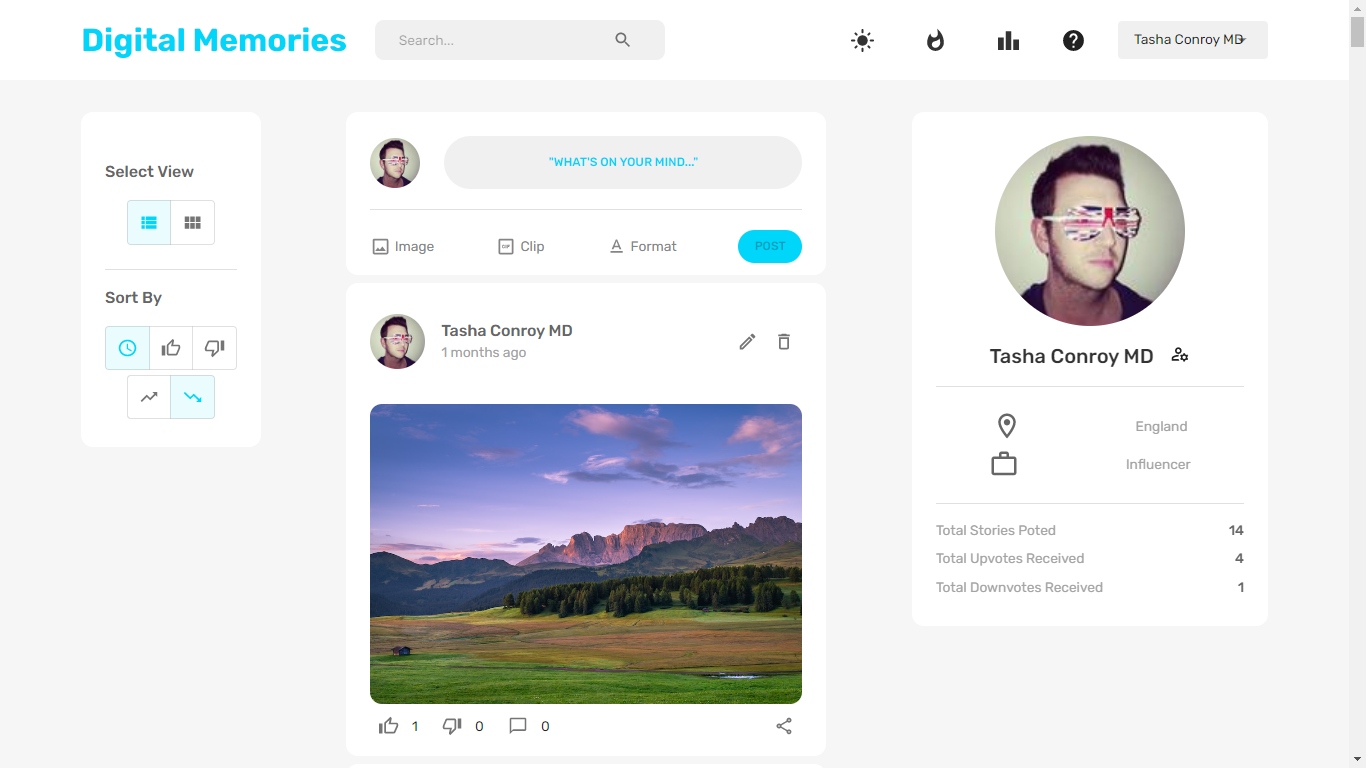 Digital Memories
Search...
Tasha Conroy MD
Select View
Sort By
"WHAT'S ON YOUR MIND..."
Image
GIF
Clip
Format
POST
Tasha Conroy MD
1 months ago
1
0
0
Tasha Conroy MD
England
Influencer
Total Stories Poted 14
Total Upvotes Received 4
Total Downvotes Received 1